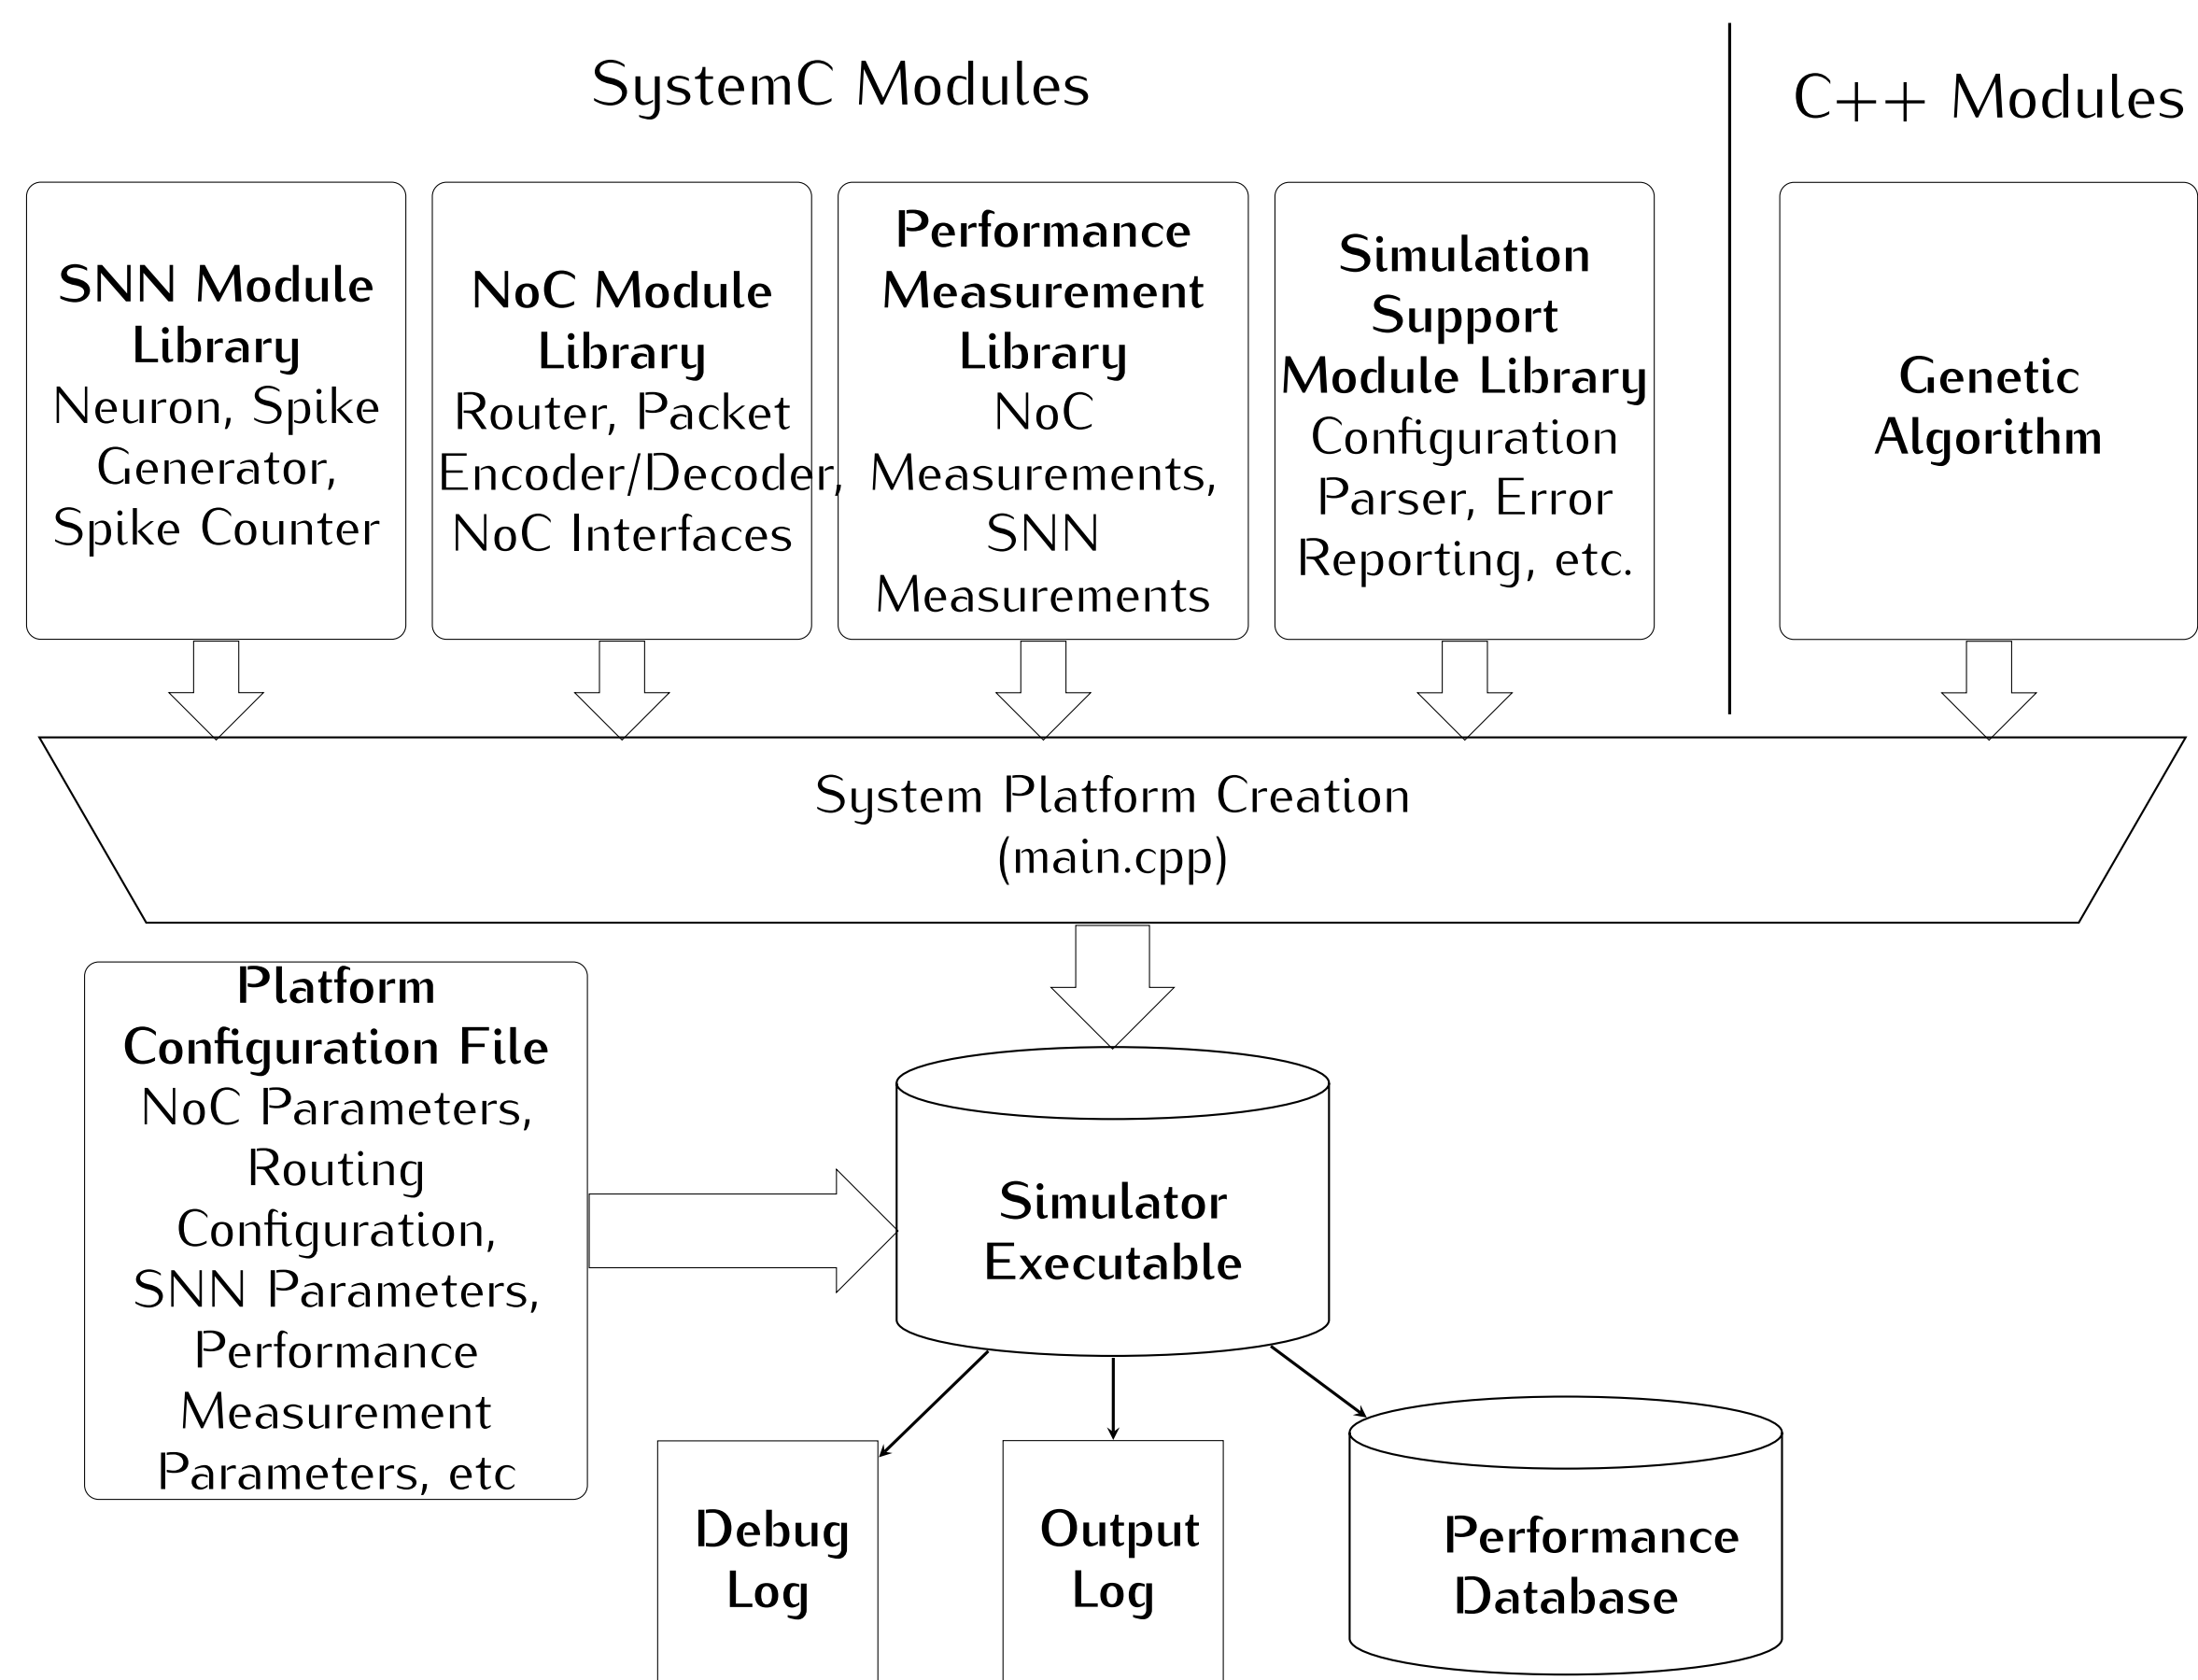 SystemC Modules
C++ Modules
SNN Module
Library
Neuron, Spike
Generator,
Spike Counter
NoC Module
Library
Router, Packet
Encoder/Decoder,
NoC Interfaces
Performance
Measurement
Library
NoC
Measurements,
SNN
Measurements
Simulation
Support
Module Library
Configuration
Parser, Error
Reporting, etc.
Genetic
Algorithm
System Platform Creation
(main.cpp)
Platform
Configuration File
NoC Parameters,
Routing
Configuration,
SNN Parameters,
Performance
Measurement
Parameters, etc
Simulator
Executable
Debug
Log
Output
Log
Performance
Database